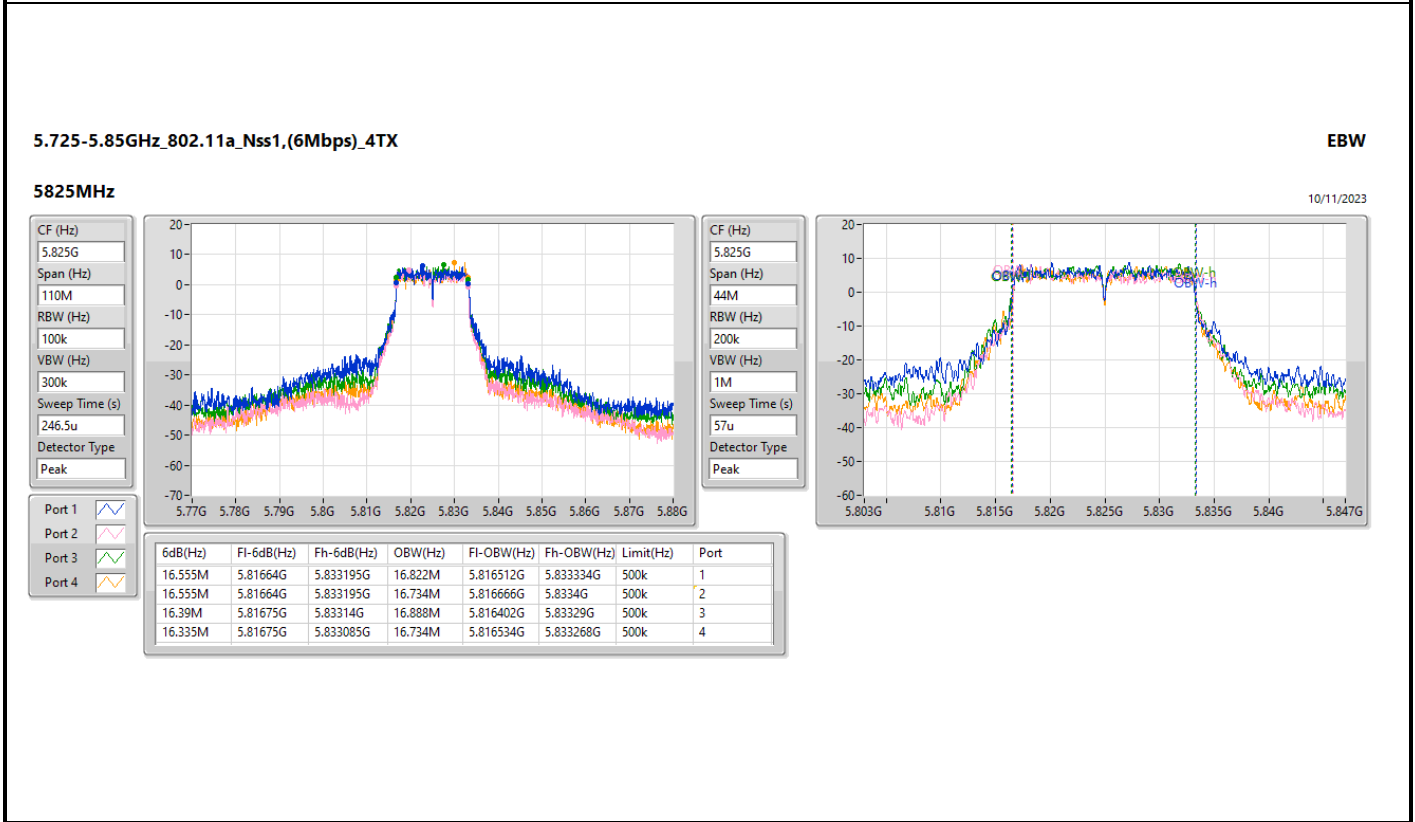 5.725-5.85GHz_802.11a_Nss1,(6Mbps)_4TX
EBW
5825MHz
10/11/2023
CF (Hz)
5.825G
Span (Hz)
110M
RBW (Hz)
100k
VBW (Hz)
300k
Sweep Time (s)
246.5u
Detector Type
Peak
20
10
0
-10
-20
-30
-40
-50
-60
-70
5.77G 5.78G 5.79G 5.8G 5.81G 5.82G 5.83G 5.84G 5.85G 5.86G 5.87G 5.88G
CF (Hz)
5.825G
Span (Hz)
44M
RBW (Hz)
200k
VBW (Hz)
1M
Sweep Time (s)
57u
Detector Type
Peak
20
10
0
-10
-20
-30
-40
-50
-60
OBW-h
5.803G 5.81G 5.815G 5.82G 5.825G 5.83G 5.835G 5.84G 5.847G
Port 1
Port 2
Port 3
Port 4
6dB(Hz) Fl-6dB(Hz) Fh-6dB(Hz) OBW(Hz) Fl-OBW(Hz) Fh-OBW(Hz) Limit(Hz) Port
16.555M 5.81664G 5.833195G 16.822M 5.816512G 5.833334G 500k 1
16.555M 5.81664G 5.833195G 16.734M 5.816666G 5.8334G 500k 2
16.39M 5.81675G 5.83314G 16.888M 5.816402G 5.83329G 500k 3
16.335M 5.81675G 5.833085G 16.734M 5.816534G 5.833268G 500k 4